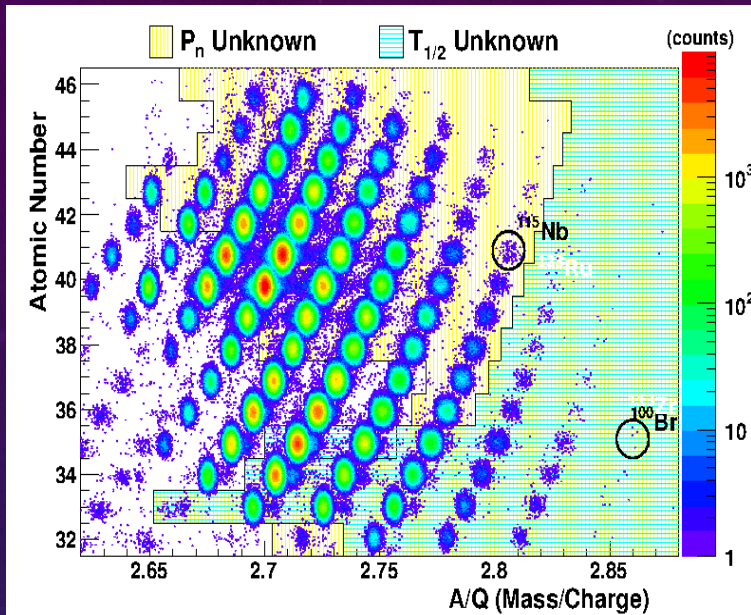 Pn Unknown T1/2 Unknown (counts)
46
44
42
40
38
36
34
32
Atomic Number
115Nb
100Br
10³
10²
10
1
2.65 2.7 2.75 2.8 2.85
A/Q (Mass/Charge)